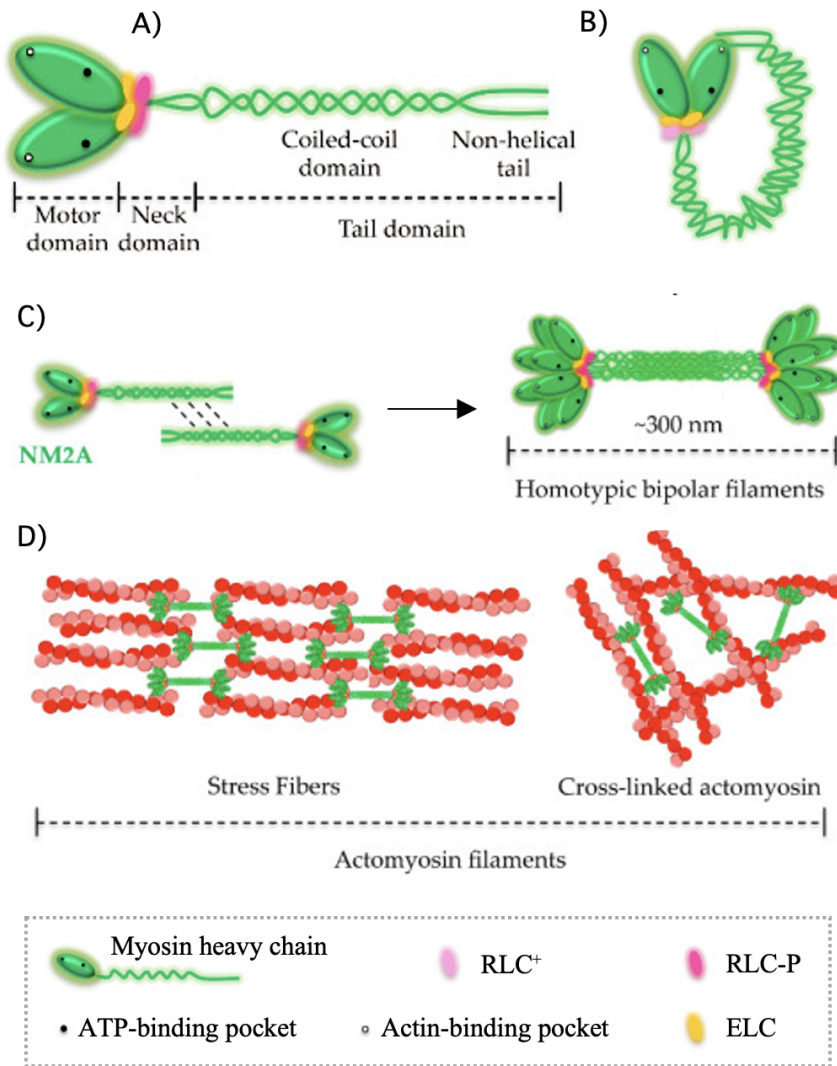 A)
Coiled-coil
domain
Non-helical
tail
Motor
domain
Neck
domain
Tail domain
B)
C)
NM2A
~300 nm
Homotypic bipolar filaments
D)
Stress Fibers
Cross-linked actomyosin
Actomyosin filaments
Myosin heavy chain
RLC⁺
RLC-P
ATP-binding pocket
Actin-binding pocket
ELC